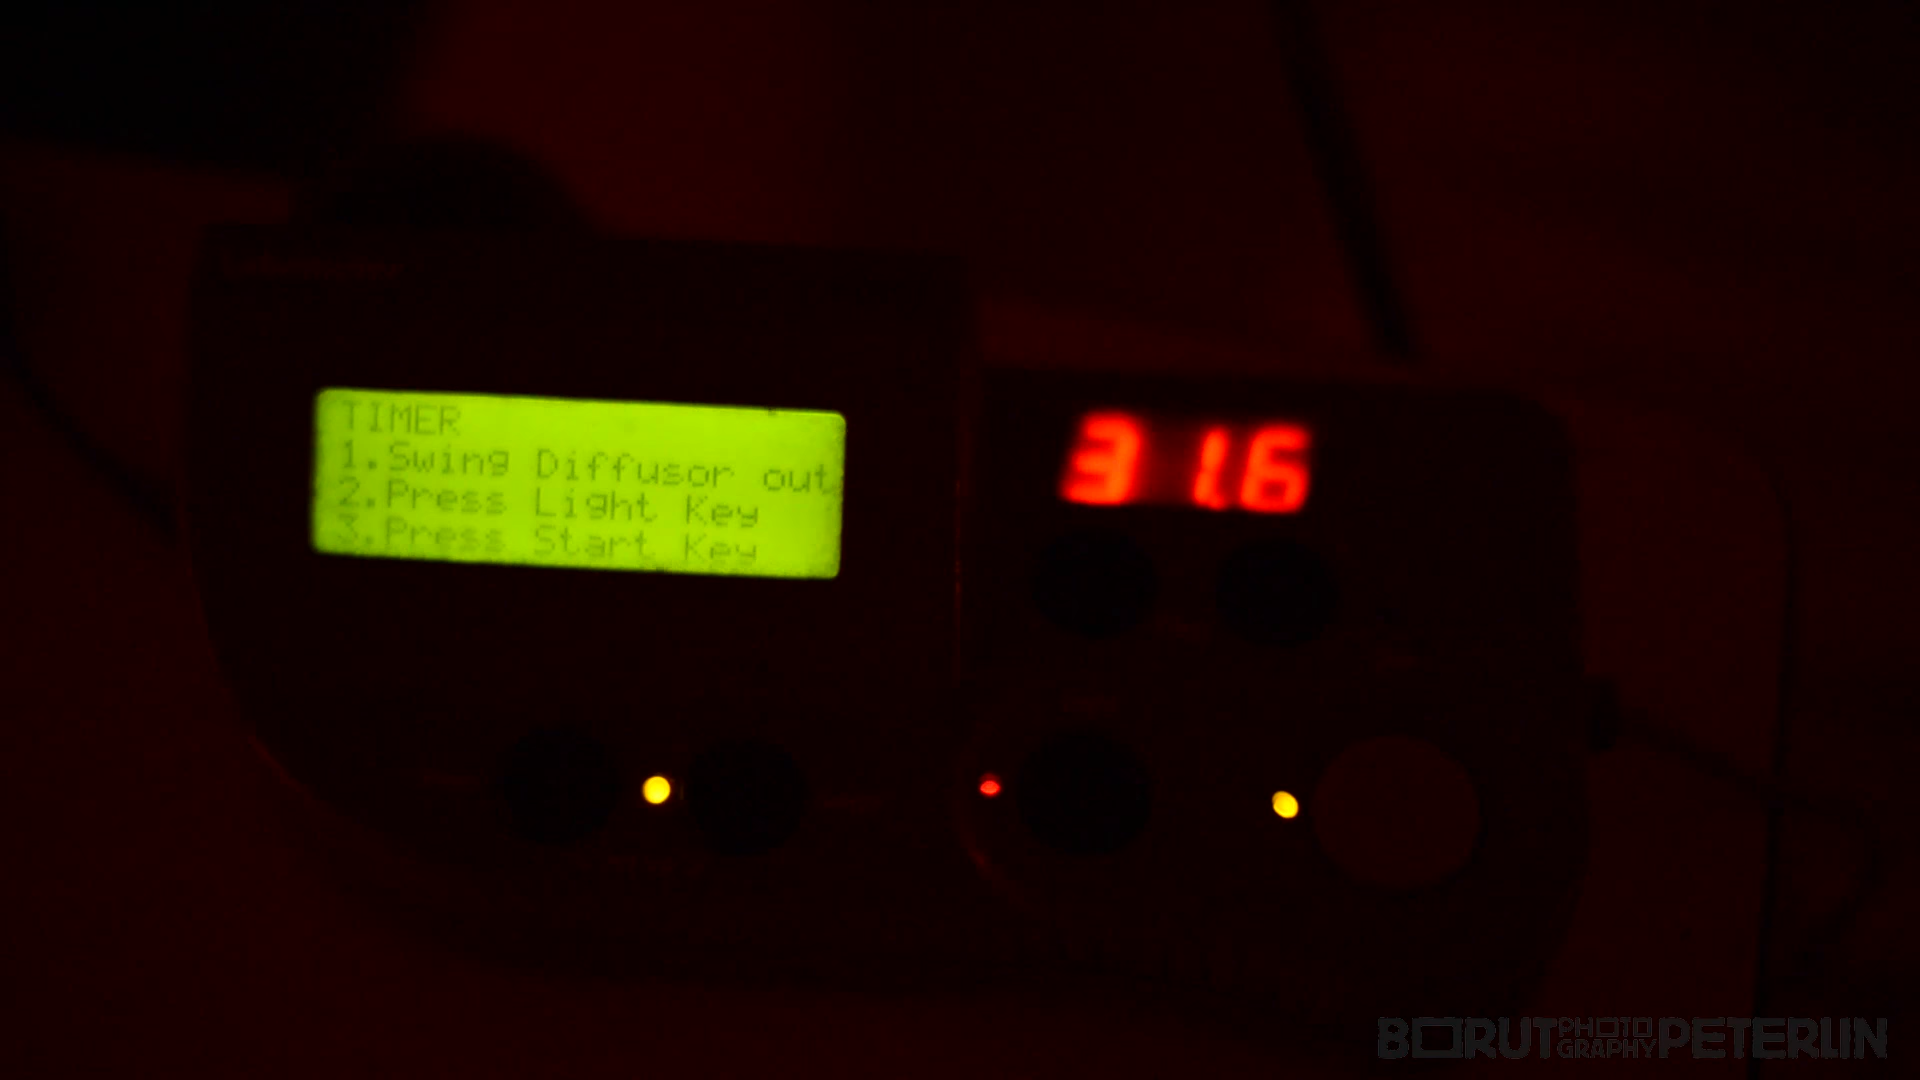 TIMER
1.Swing Diffusor out
2.Press Light Key
3.Press Start Key
31.6
BORUT PHOTOGRAPHY PETERLIN